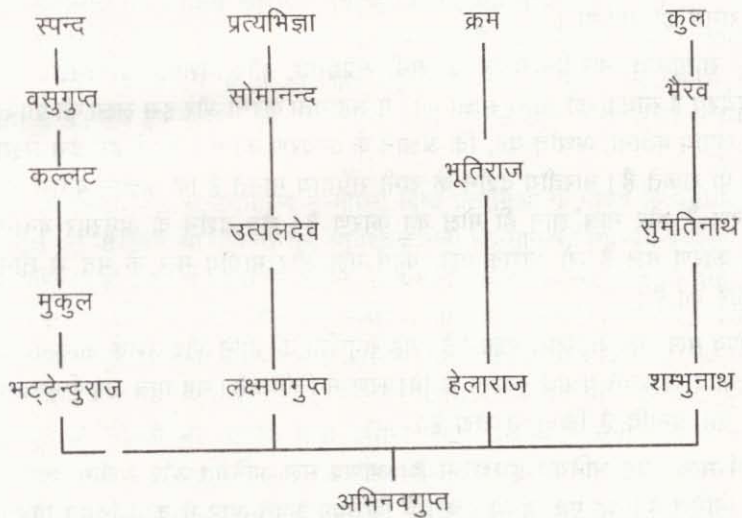 स्पन्द प्रत्यभिज्ञा क्रम कुल
वसुगुप्त सोमानन्द भैरव
कल्लट भूतिराज
उत्पलदेव सुमतिनाथ
मुकुल
भट्टेन्दुराज लक्ष्मणगुप्त हेलाराज शम्भुनाथ
अभिनवगुप्त